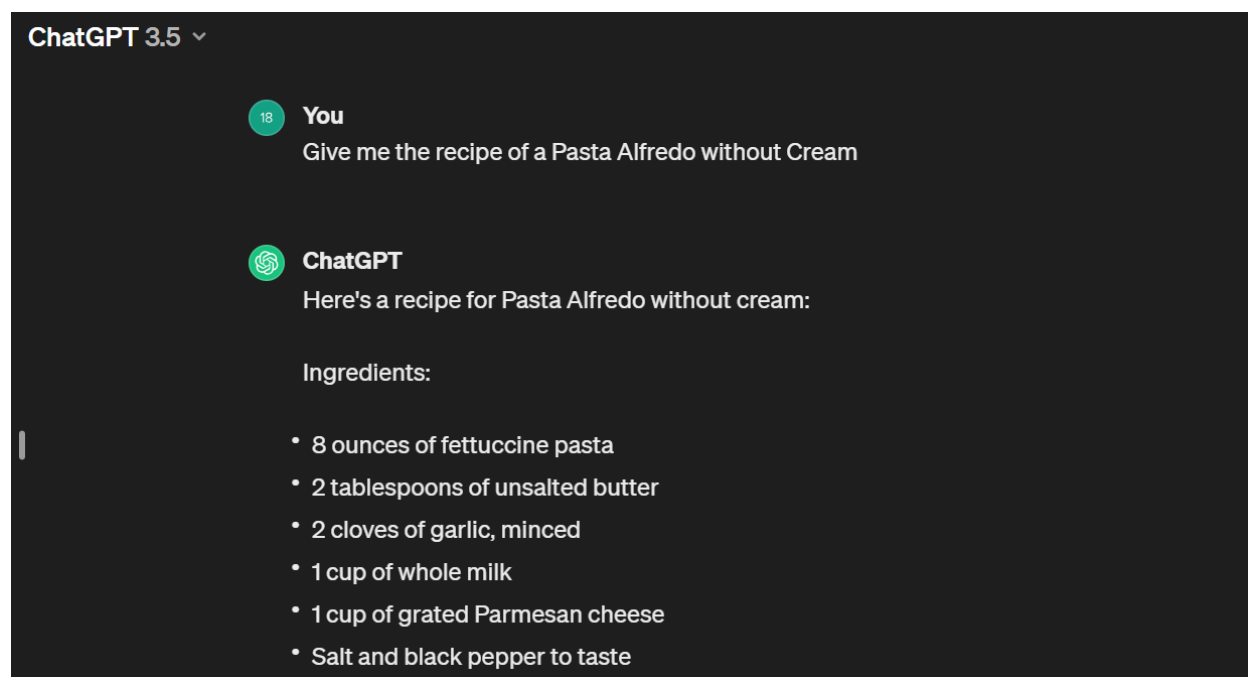 ChatGPT 3.5
18 You
Give me the recipe of a Pasta Alfredo without Cream
ChatGPT
Here's a recipe for Pasta Alfredo without cream:
Ingredients:
• 8 ounces of fettuccine pasta
• 2 tablespoons of unsalted butter
• 2 cloves of garlic, minced
• 1 cup of whole milk
• 1 cup of grated Parmesan cheese
• Salt and black pepper to taste